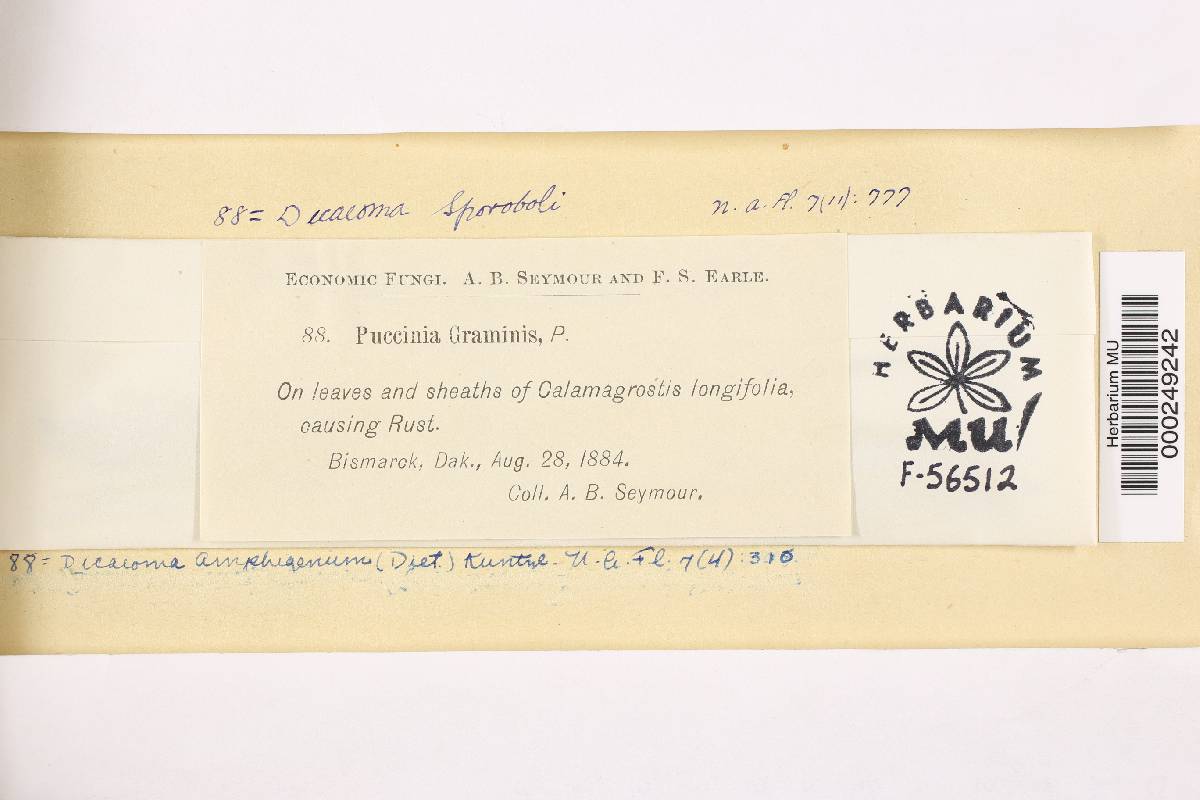 88 = Dicaeoma Sporoboli n. a. Fl. 7(11): 777
ECONOMIC FUNGI. A. B. SEYMOUR AND F. S. EARLE.
88. Puccinia Graminis, P.
On leaves and sheaths of Calamagrostis longifolia,
causing Rust.
Bismarck, Dak., Aug. 28, 1884.
Coll. A. B. Seymour.
HERBARIUM
MU
F-56512
Herbarium MU
000249242
88 = Dicaeoma amphigenum (Diet.) Kuntze - N. A. Fl. 7(4): 310